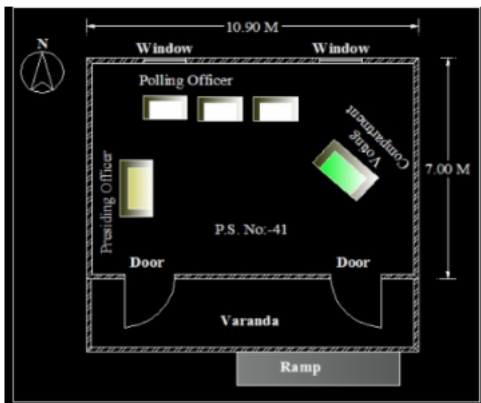 10.90 M
N
Window
Window
Polling Officer
Voting
Compartment
7.00 M
Presiding Officer
P.S. No:-41
Door
Door
Varanda
Ramp